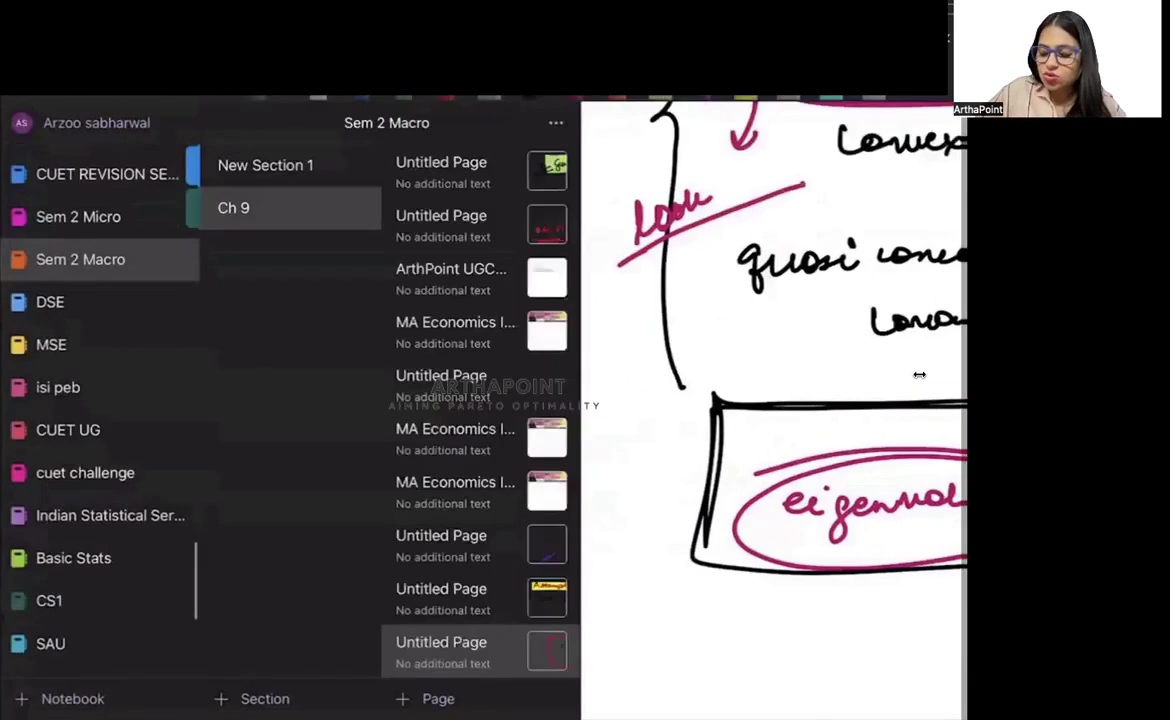 ArthaPoint
AS Arzoo sabharwal
Sem 2 Macro
CUET REVISION SE...
Sem 2 Micro
Sem 2 Macro
DSE
MSE
isi peb
CUET UG
cuet challenge
Indian Statistical Ser...
Basic Stats
CS1
SAU
+ Notebook
New Section 1
Ch 9
+ Section
Untitled Page
No additional text
Untitled Page
No additional text
ArthPoint UGC...
No additional text
MA Economics I...
No additional text
Untitled Page
No additional text
MA Economics I...
No additional text
MA Economics I...
No additional text
Untitled Page
No additional text
Untitled Page
No additional text
Untitled Page
No additional text
+ Page
ARTHAPOINT
AIMING PARETO OPTIMALITY
convex
quasi conca